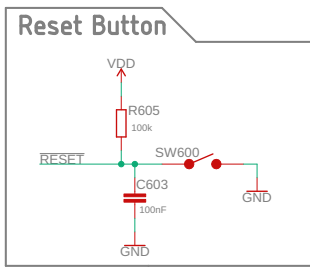 Reset Button
VDD
R605
100k
RESET
SW600
C603
100nF
GND
GND